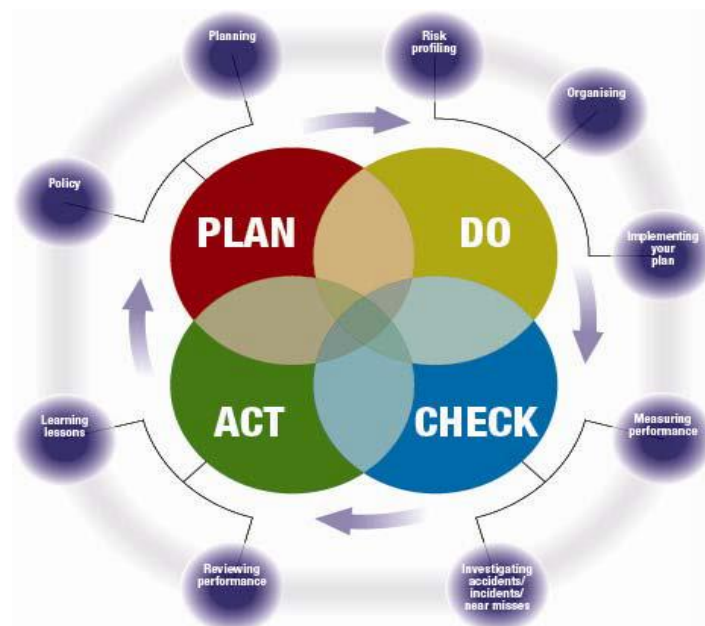 Planning
Risk
profiling
Organising
Policy
PLAN
DO
Implementing
your
plan
ACT
CHECK
Learning
lessons
Measuring
performance
Reviewing
performance
Investigating
accidents/
incidents/
near misses